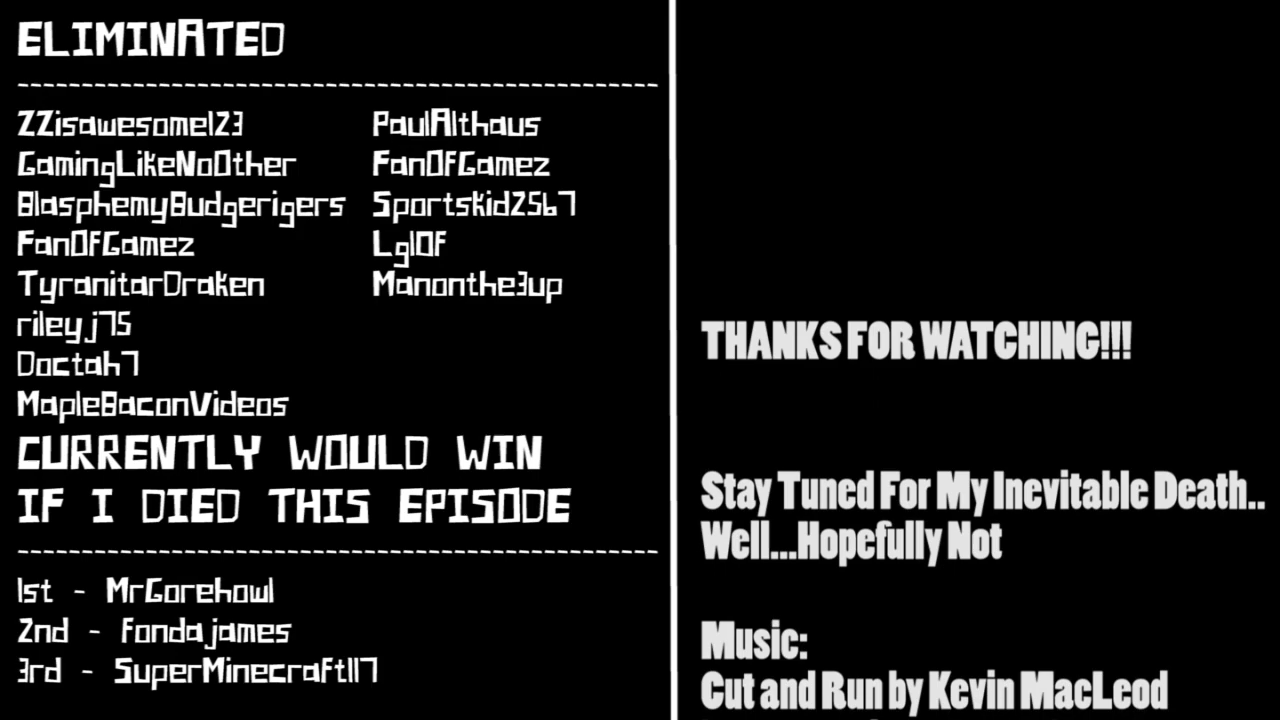 ELIMINATED
--------------------------------------------------
ZZisawesome123
GamingLikeNoOther
BlasphemyBudgerigers
FanOfGamez
TyranitarDraken
rileyj75
Doctah7
MapleBaconVideos
PaulAlthaus
FanOfGamez
Sportskid2567
Lgl0f
Manonthe3up
CURRENTLY WOULD WIN
IF I DIED THIS EPISODE
--------------------------------------------------
1st - MrGorehowl
2nd - fondajames
3rd - SuperMinecraft117
THANKS FOR WATCHING!!!
Stay Tuned For My Inevitable Death..
Well...Hopefully Not
Music:
Cut and Run by Kevin MacLeod